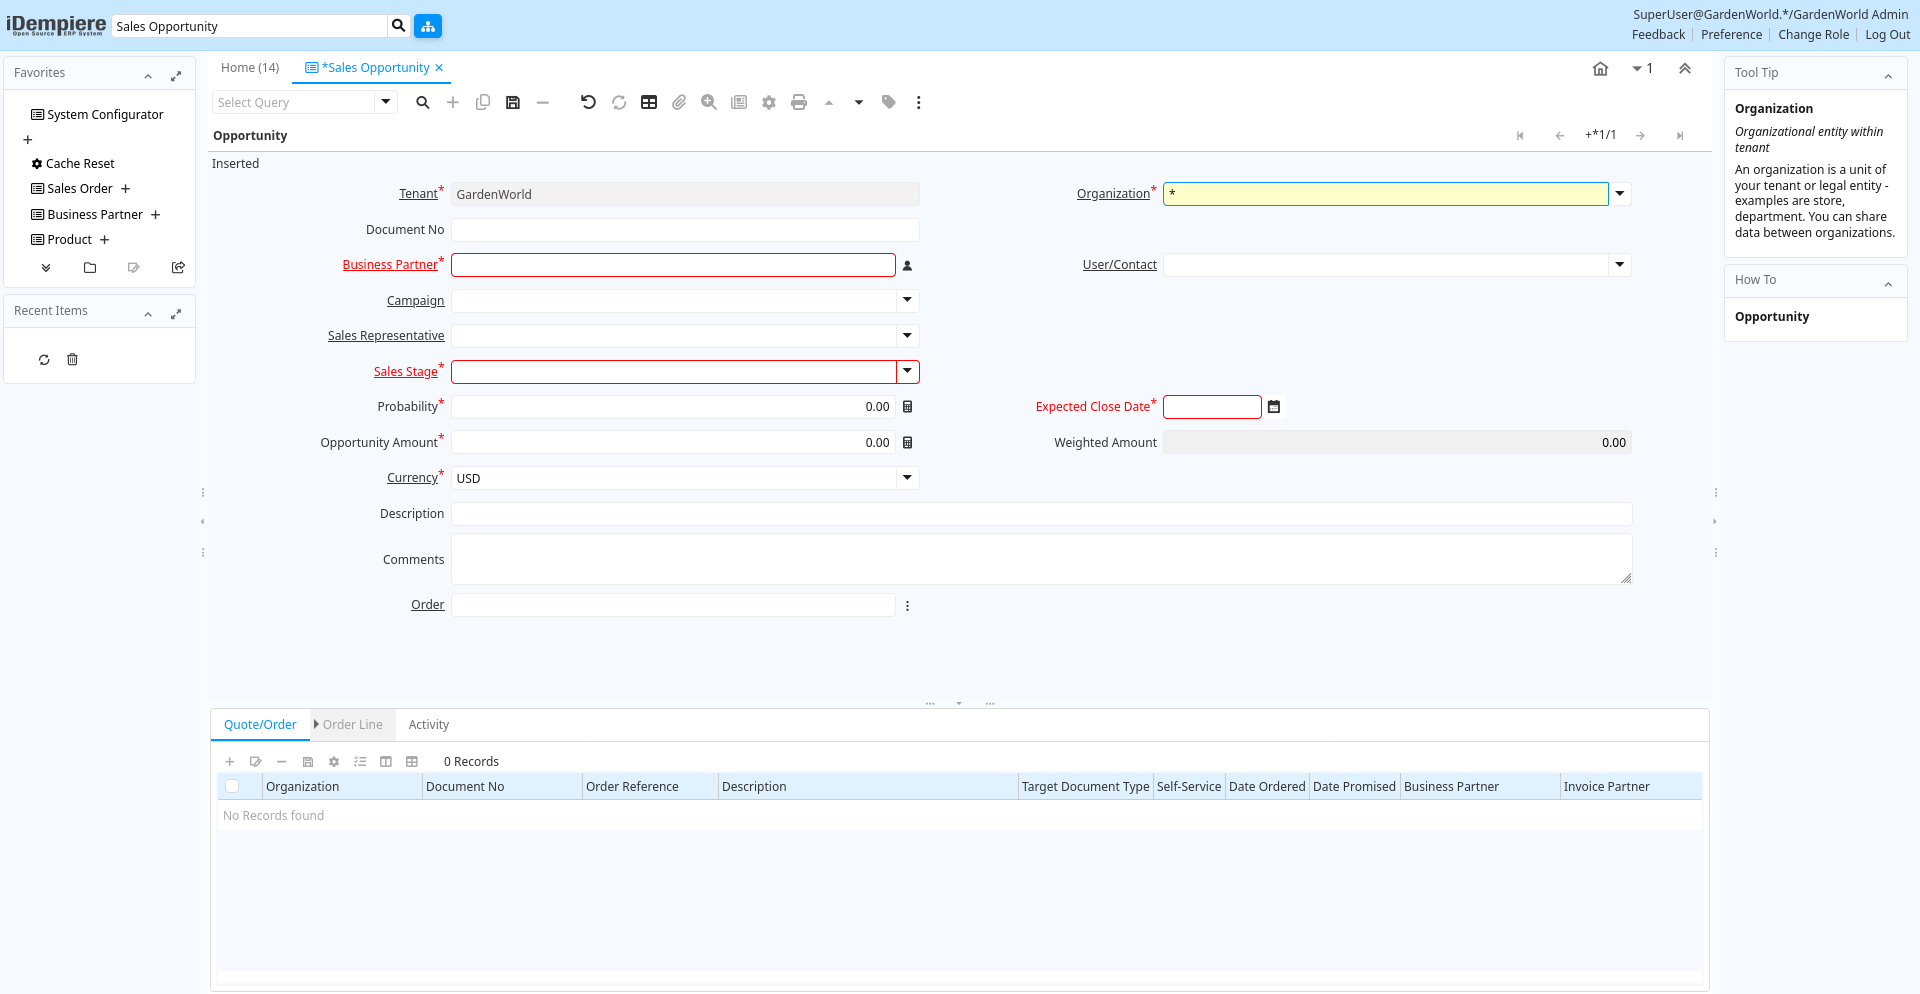 iDempiere
Open Source ERP System
Sales Opportunity
SuperUser@GardenWorld.*/GardenWorld Admin
Feedback
Preference
Change Role
Log Out
Favorites
System Configurator
Cache Reset
Sales Order
Business Partner
Product
Recent Items
Home (14)
*Sales Opportunity
1
Select Query
Opportunity
+*1/1
Inserted
Tenant*
GardenWorld
Organization*
*
Document No
Business Partner*
User/Contact
Campaign
Sales Representative
Sales Stage*
Probability*
0.00
Expected Close Date*
Opportunity Amount*
0.00
Weighted Amount
0.00
Currency*
USD
Description
Comments
Order
Quote/Order
Order Line
Activity
0 Records
Organization
Document No
Order Reference
Description
Target Document Type
Self-Service
Date Ordered
Date Promised
Business Partner
Invoice Partner
No Records found
Tool Tip
Organization
Organizational entity within
tenant
An organization is a unit of
your tenant or legal entity -
examples are store,
department. You can share
data between organizations.
How To
Opportunity